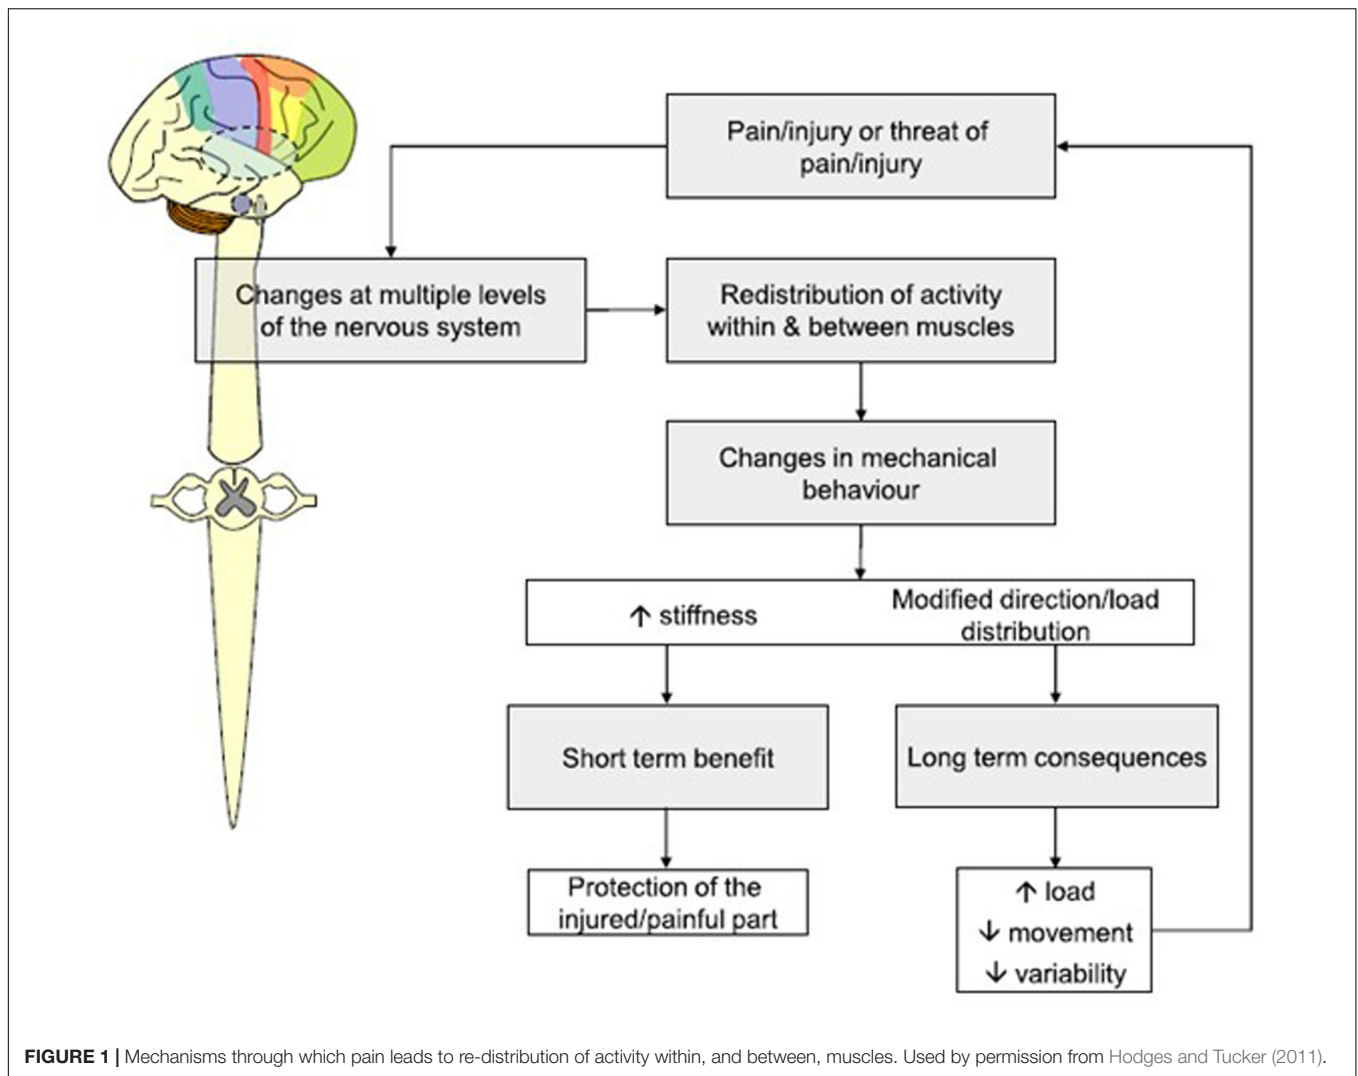 Pain/injury or threat of
pain/injury
Changes at multiple levels
of the nervous system
Redistribution of activity
within & between muscles
Changes in mechanical
behaviour
↑ stiffness
Modified direction/load
distribution
Short term benefit
Long term consequences
Protection of the
injured/painful part
↑ load
↓ movement
↓ variability
FIGURE 1 | Mechanisms through which pain leads to re-distribution of activity within, and between, muscles. Used by permission from Hodges and Tucker (2011).